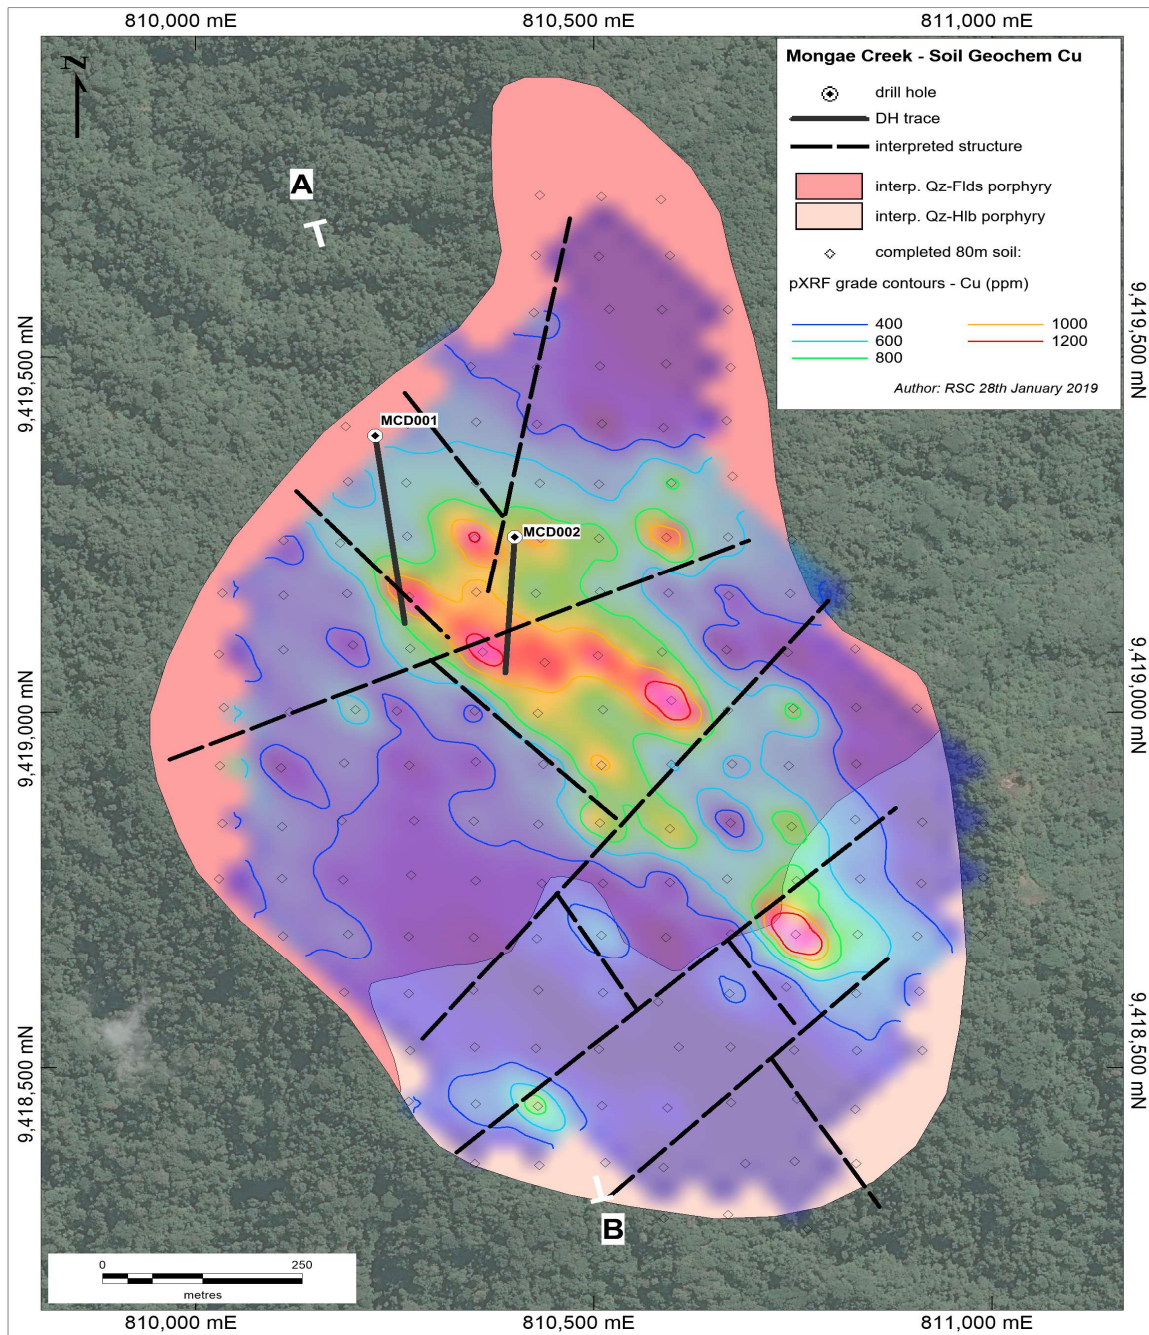 810,000 mE 810,500 mE 811,000 mE
Mongae Creek - Soil Geochem Cu
drill hole
DH trace
interpreted structure
interp. Qz-Flds porphyry
interp. Qz-Hlb porphyry
completed 80m soil:
pXRF grade contours - Cu (ppm)
400 1000
600 1200
800
Author: RSC 28th January 2019
N
A
9,419,500 mN 9,419,500 mN
MCD001
MCD002
9,419,000 mN 9,419,000 mN
9,418,500 mN 9,418,500 mN
B
0 250
metres
810,000 mE 810,500 mE 811,000 mE